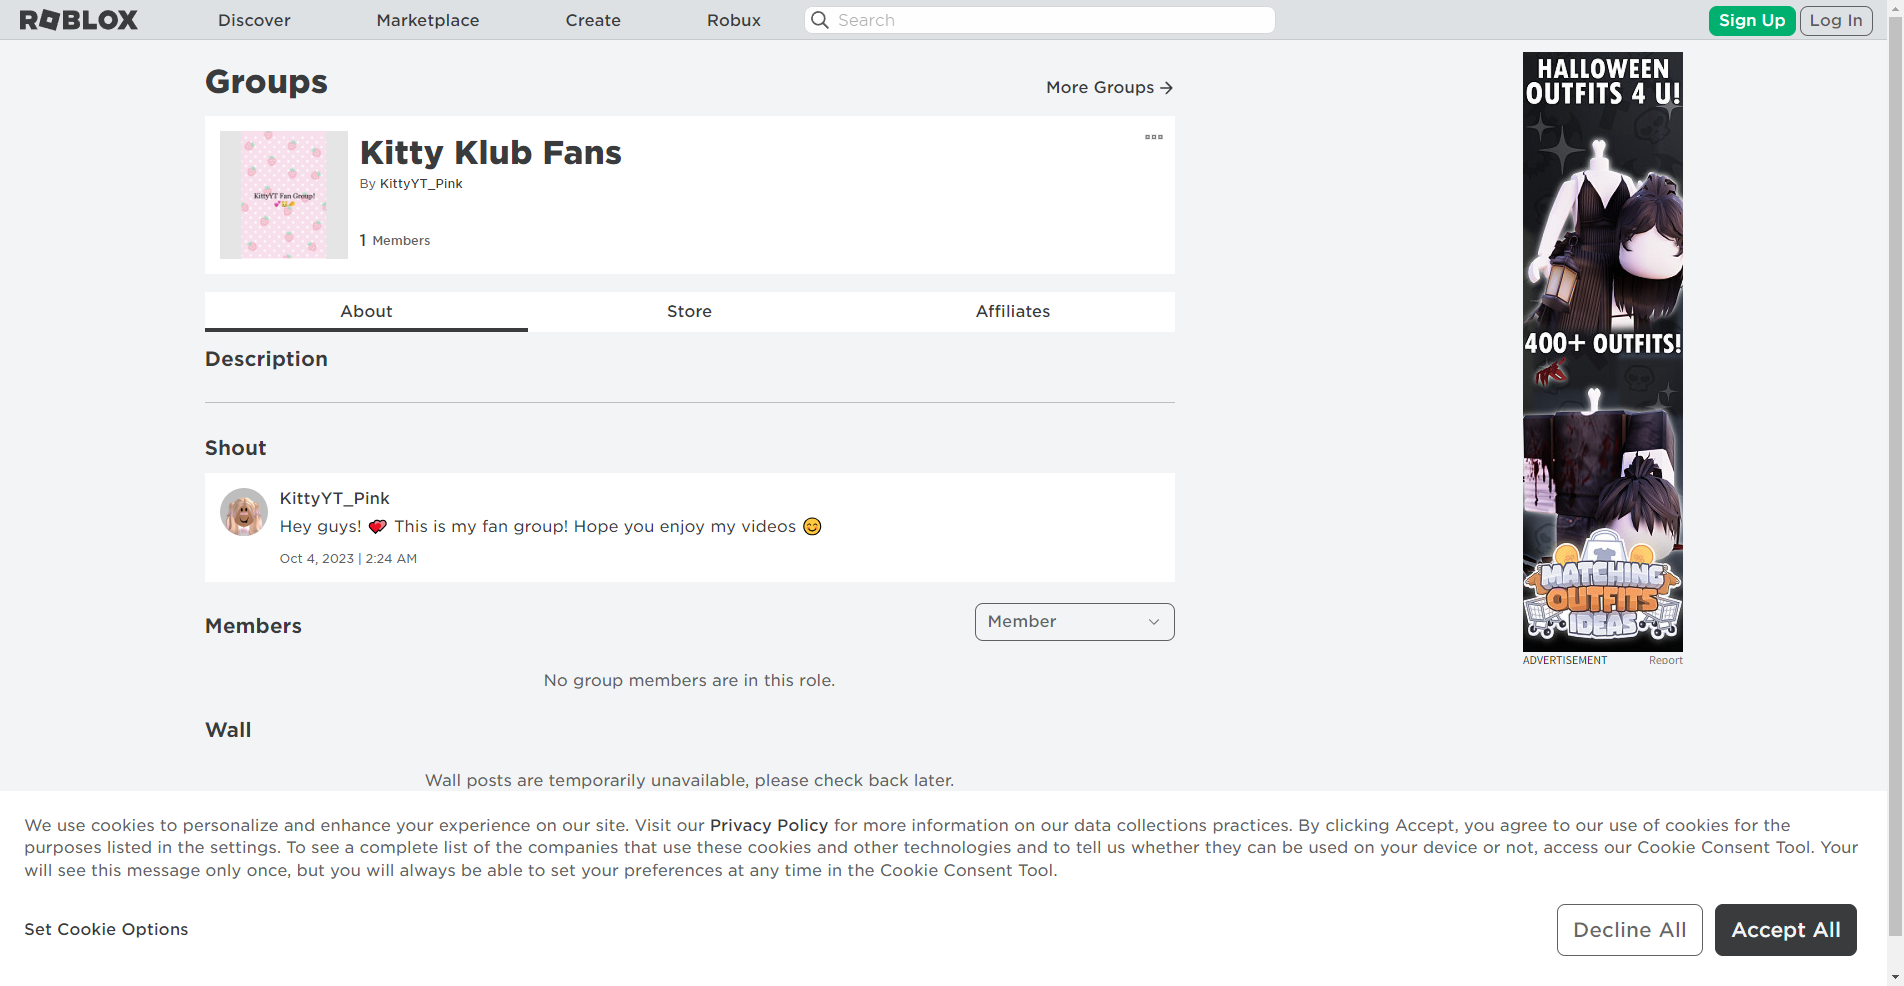 ROBLOX Discover Marketplace Create Robux Search Sign Up Log In
Groups
More Groups
Kitty Klub Fans
By KittyYT_Pink
KittyYT Fan Group!
1 Members
About Store Affiliates
Description
Shout
KittyYT_Pink
Hey guys! 💞 This is my fan group! Hope you enjoy my videos 😊
Oct 4, 2023 | 2:24 AM
Members
Member
No group members are in this role.
Wall
Wall posts are temporarily unavailable, please check back later.
HALLOWEEN
OUTFITS 4 U!
400+ OUTFITS!
MATCHING
OUTFITS
IDEAS
ADVERTISEMENT Report
We use cookies to personalize and enhance your experience on our site. Visit our Privacy Policy for more information on our data collections practices. By clicking Accept, you agree to our use of cookies for the
purposes listed in the settings. To see a complete list of the companies that use these cookies and other technologies and to tell us whether they can be used on your device or not, access our Cookie Consent Tool. Your
will see this message only once, but you will always be able to set your preferences at any time in the Cookie Consent Tool.
Set Cookie Options
Decline All
Accept All